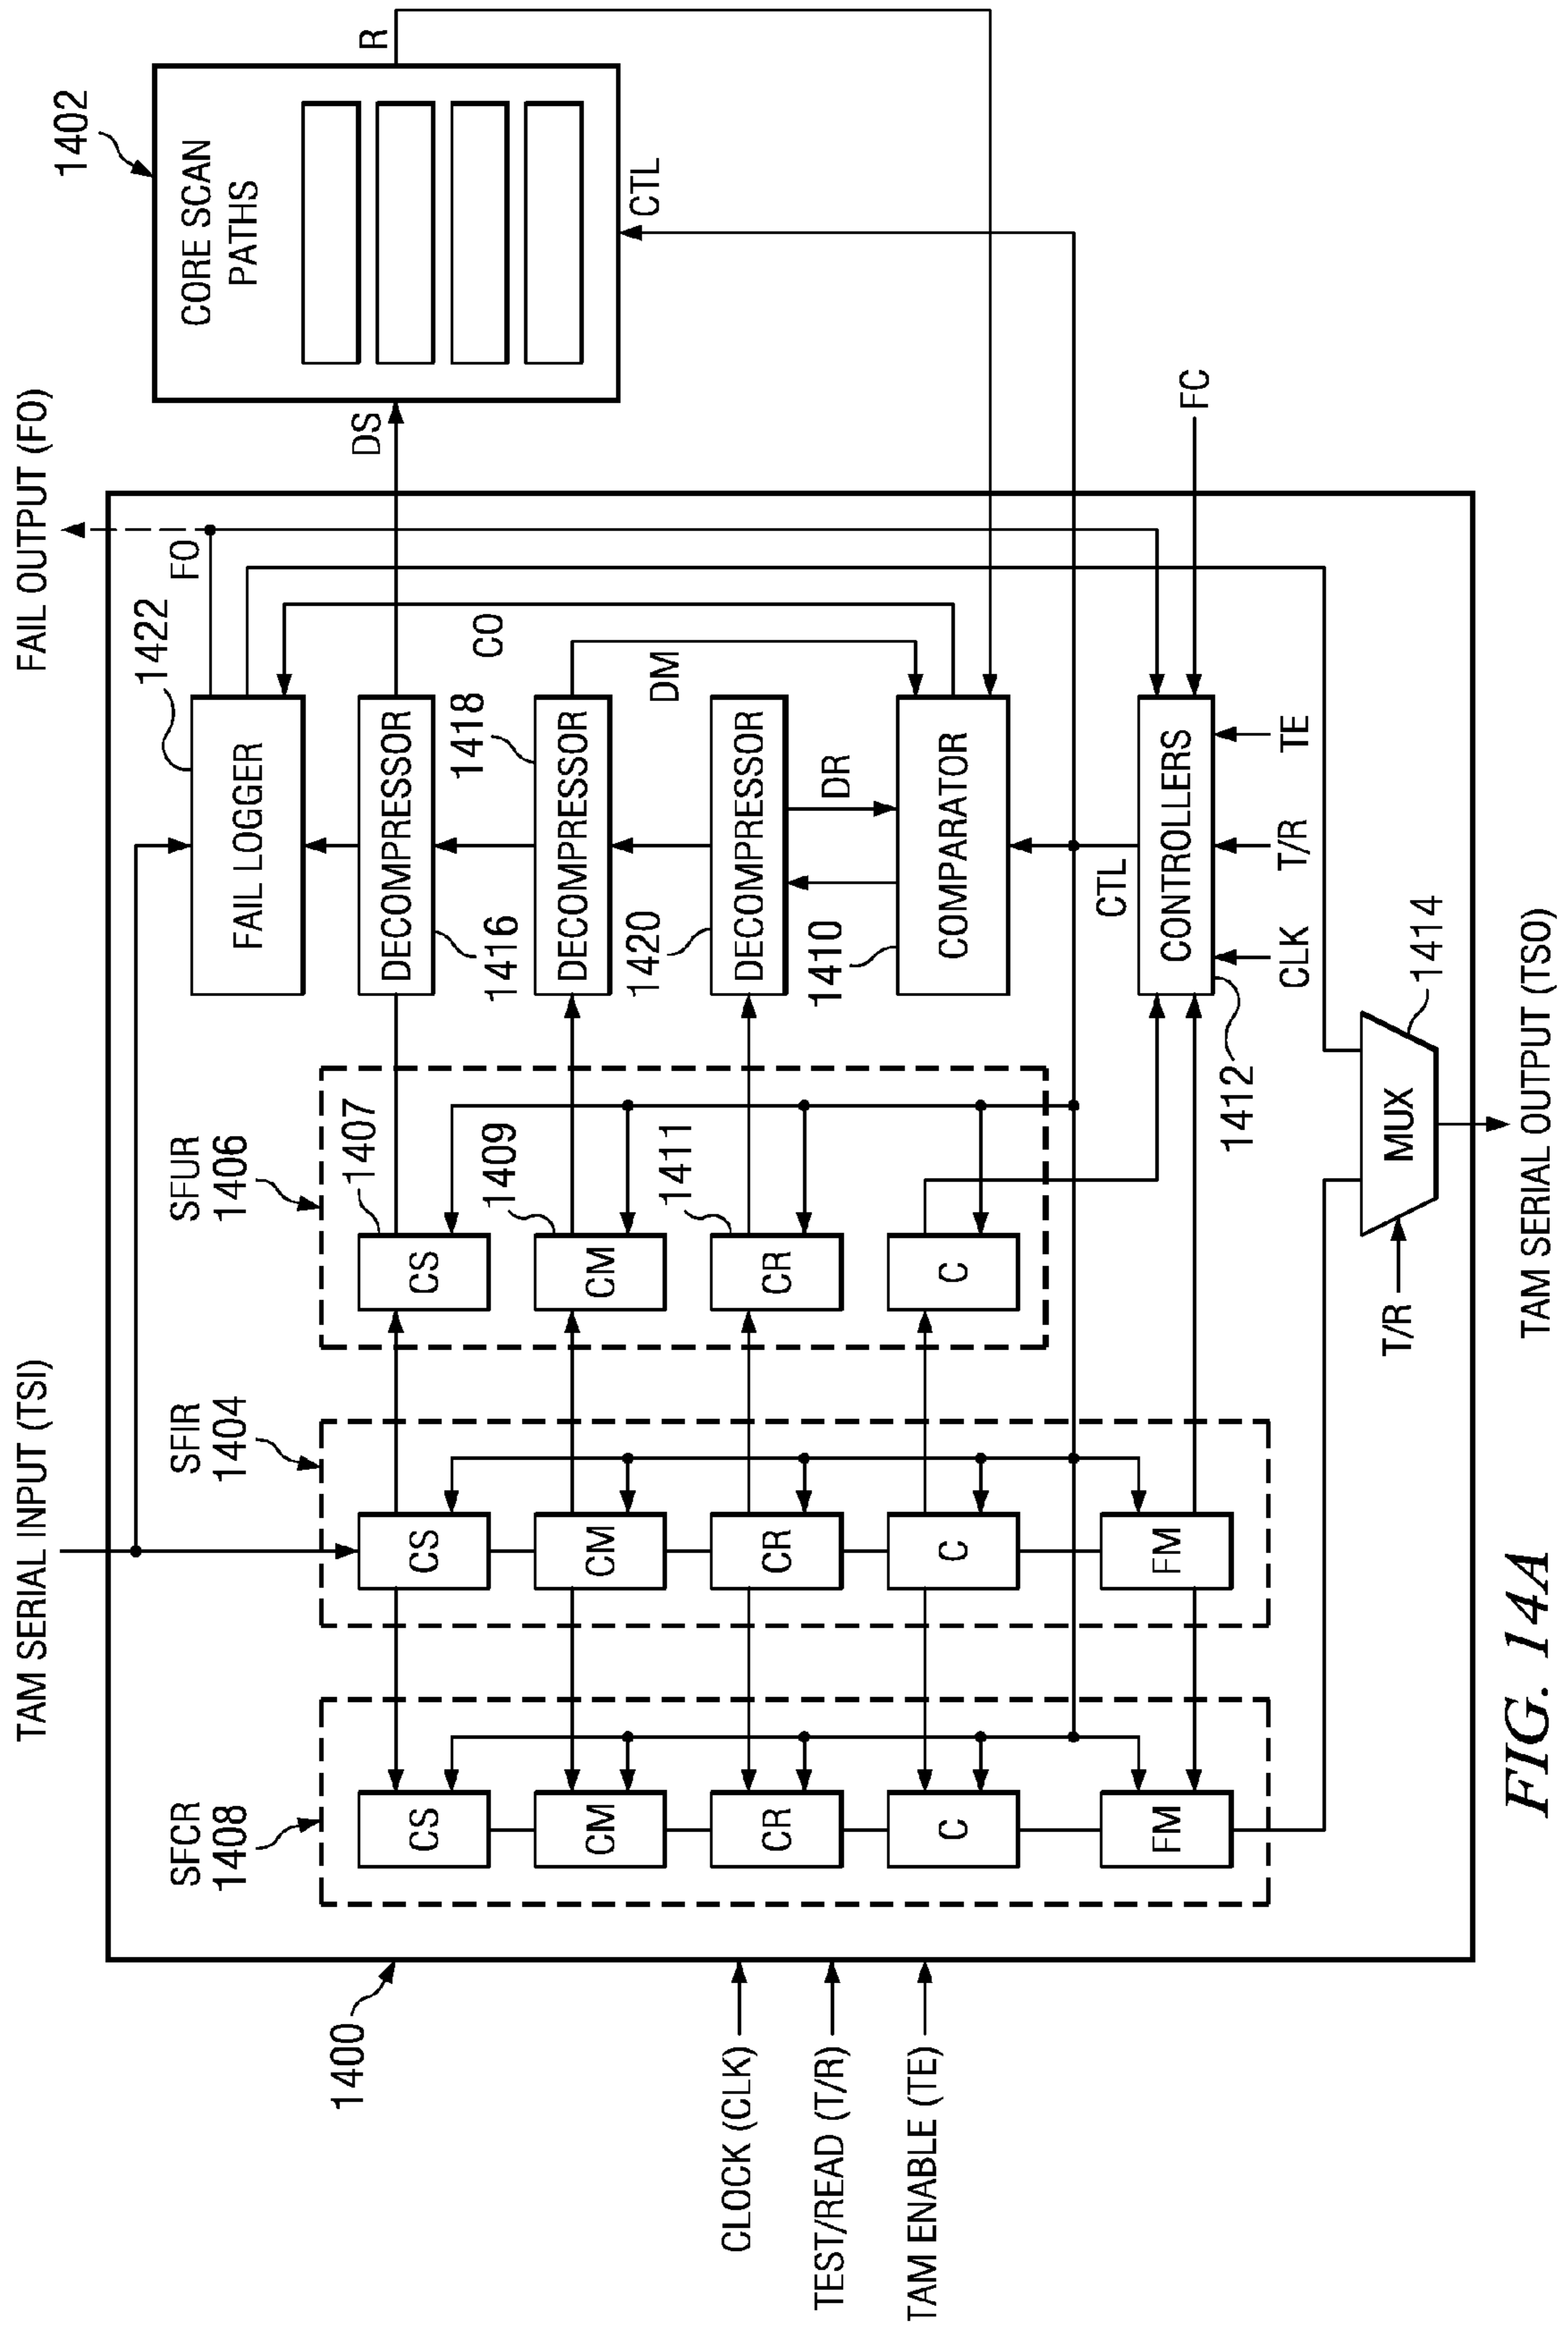 TAM SERIAL INPUT (TSI)
FAIL OUTPUT (FO)
1402
CORE SCAN
PATHS
R
DS
CTL
FO
1422
FAIL LOGGER
CO
DECOMPRESSOR
1416
1418
DECOMPRESSOR
DM
1420
DECOMPRESSOR
DR
1410
COMPARATOR
CTL
CONTROLLERS
1412
FC
CLK
T/R
TE
SFUR
1406
1407
CS
1409
CM
1411
CR
C
SFIR
1404
CS
CM
CR
C
FM
SFCR
1408
CS
CM
CR
C
FM
1400
CLOCK (CLK)
TEST/READ (T/R)
TAM ENABLE (TE)
T/R
MUX
1414
TAM SERIAL OUTPUT (TSO)
FIG. 14A